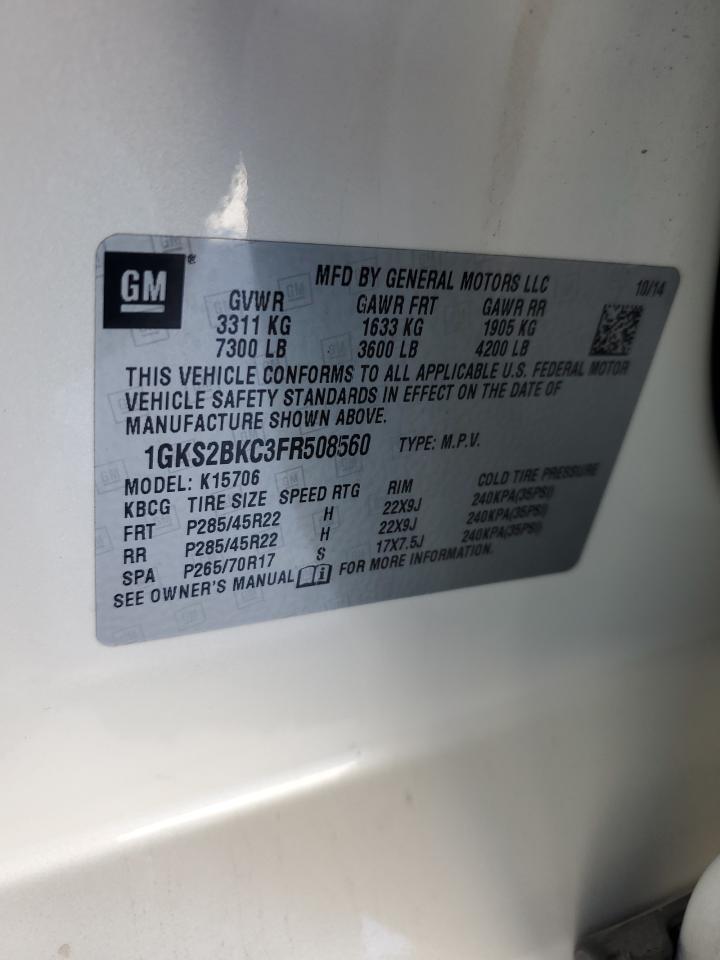 GM ® MFD BY GENERAL MOTORS LLC 10/14
GVWR GAWR FRT GAWR RR
3311 KG 1633 KG 1905 KG
7300 LB 3600 LB 4200 LB
THIS VEHICLE CONFORMS TO ALL APPLICABLE U.S. FEDERAL MOTOR
VEHICLE SAFETY STANDARDS IN EFFECT ON THE DATE OF
MANUFACTURE SHOWN ABOVE.
1GKS2BKC3FR508560 TYPE: M.P.V.
MODEL: K15706
KBCG TIRE SIZE SPEED RTG RIM COLD TIRE PRESSURE
FRT P285/45R22 H 22X9J 240KPA(35PSI)
RR P285/45R22 H 22X9J 240KPA(35PSI)
SPA P265/70R17 S 17X7.5J 240KPA(35PSI)
SEE OWNER'S MANUAL FOR MORE INFORMATION.